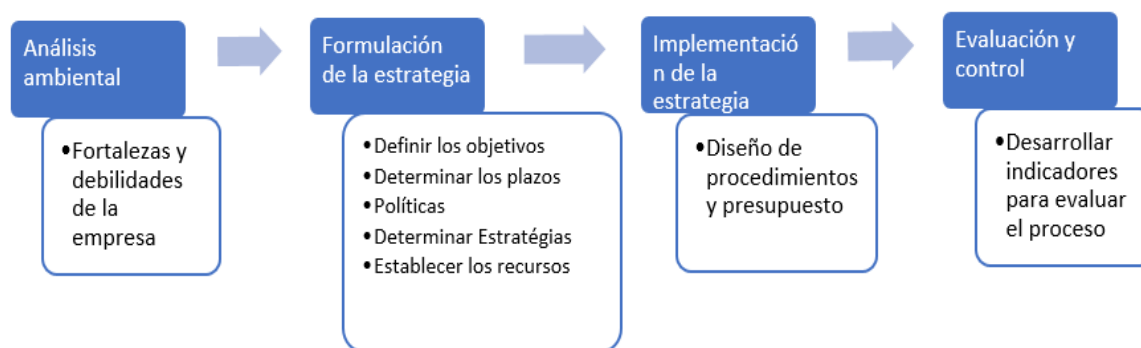 Análisis
ambiental
•Fortalezas y
debilidades
de la
empresa
Formulación
de la estrategia
•Definir los objetivos
•Determinar los plazos
•Políticas
•Determinar Estratégias
•Establecer los recursos
Implementació
n de la
estrategia
•Diseño de
procedimientos
y presupuesto
Evaluación y
control
•Desarrollar
indicadores
para evaluar
el proceso